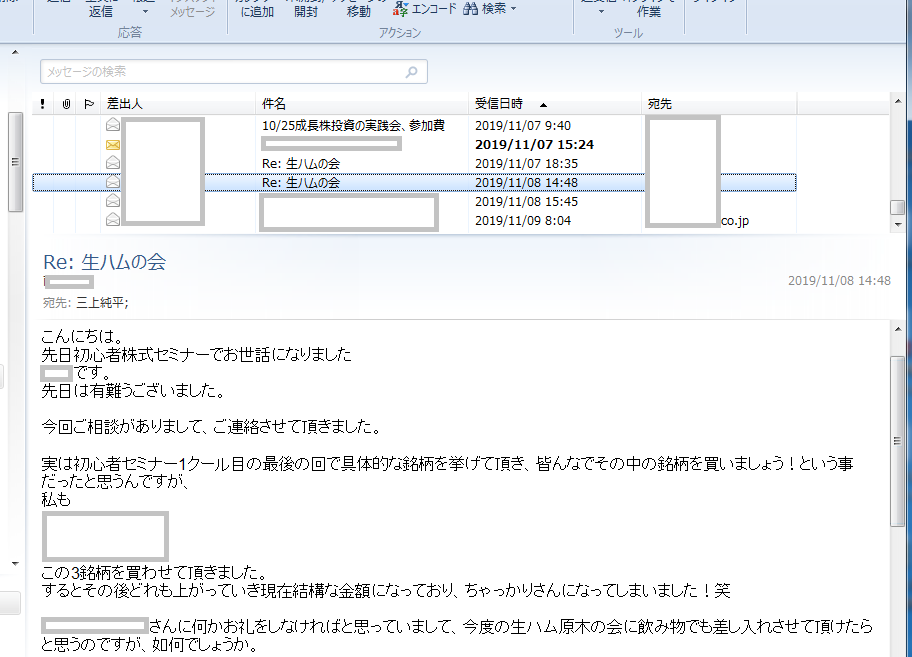 返信
メッセージ
に追加
開封
移動
エンコード
検索
作業
応答
アクション
ツール
メッセージの検索
! 差出人 件名 受信日時 宛先
10/25成長株投資の実践会、参加費 2019/11/07 9:40
2019/11/07 15:24
Re: 生ハムの会 2019/11/07 18:35
Re: 生ハムの会 2019/11/08 14:48
2019/11/08 15:45
2019/11/09 8:04 co.jp
Re: 生ハムの会
2019/11/08 14:48
宛先: 三上純平;
こんにちは。
先日初心者株式セミナーでお世話になりました
です。
先日は有難うございました。
今回ご相談がありまして、ご連絡させて頂きました。
実は初心者セミナー1クール目の最後の回で具体的な銘柄を挙げて頂き、皆んなでその中の銘柄を買いましょう！という事
だったと思うんですが、
私も
この3銘柄を買わせて頂きました。
するとその後どれも上がっていき現在結構な金額になっており、ちゃっかりさんになってしまいました！笑
さんに何かお礼をしなければと思っていまして、今度の生ハム原木の会に飲み物でも差し入れさせて頂けたら
と思うのですが、如何でしょうか。